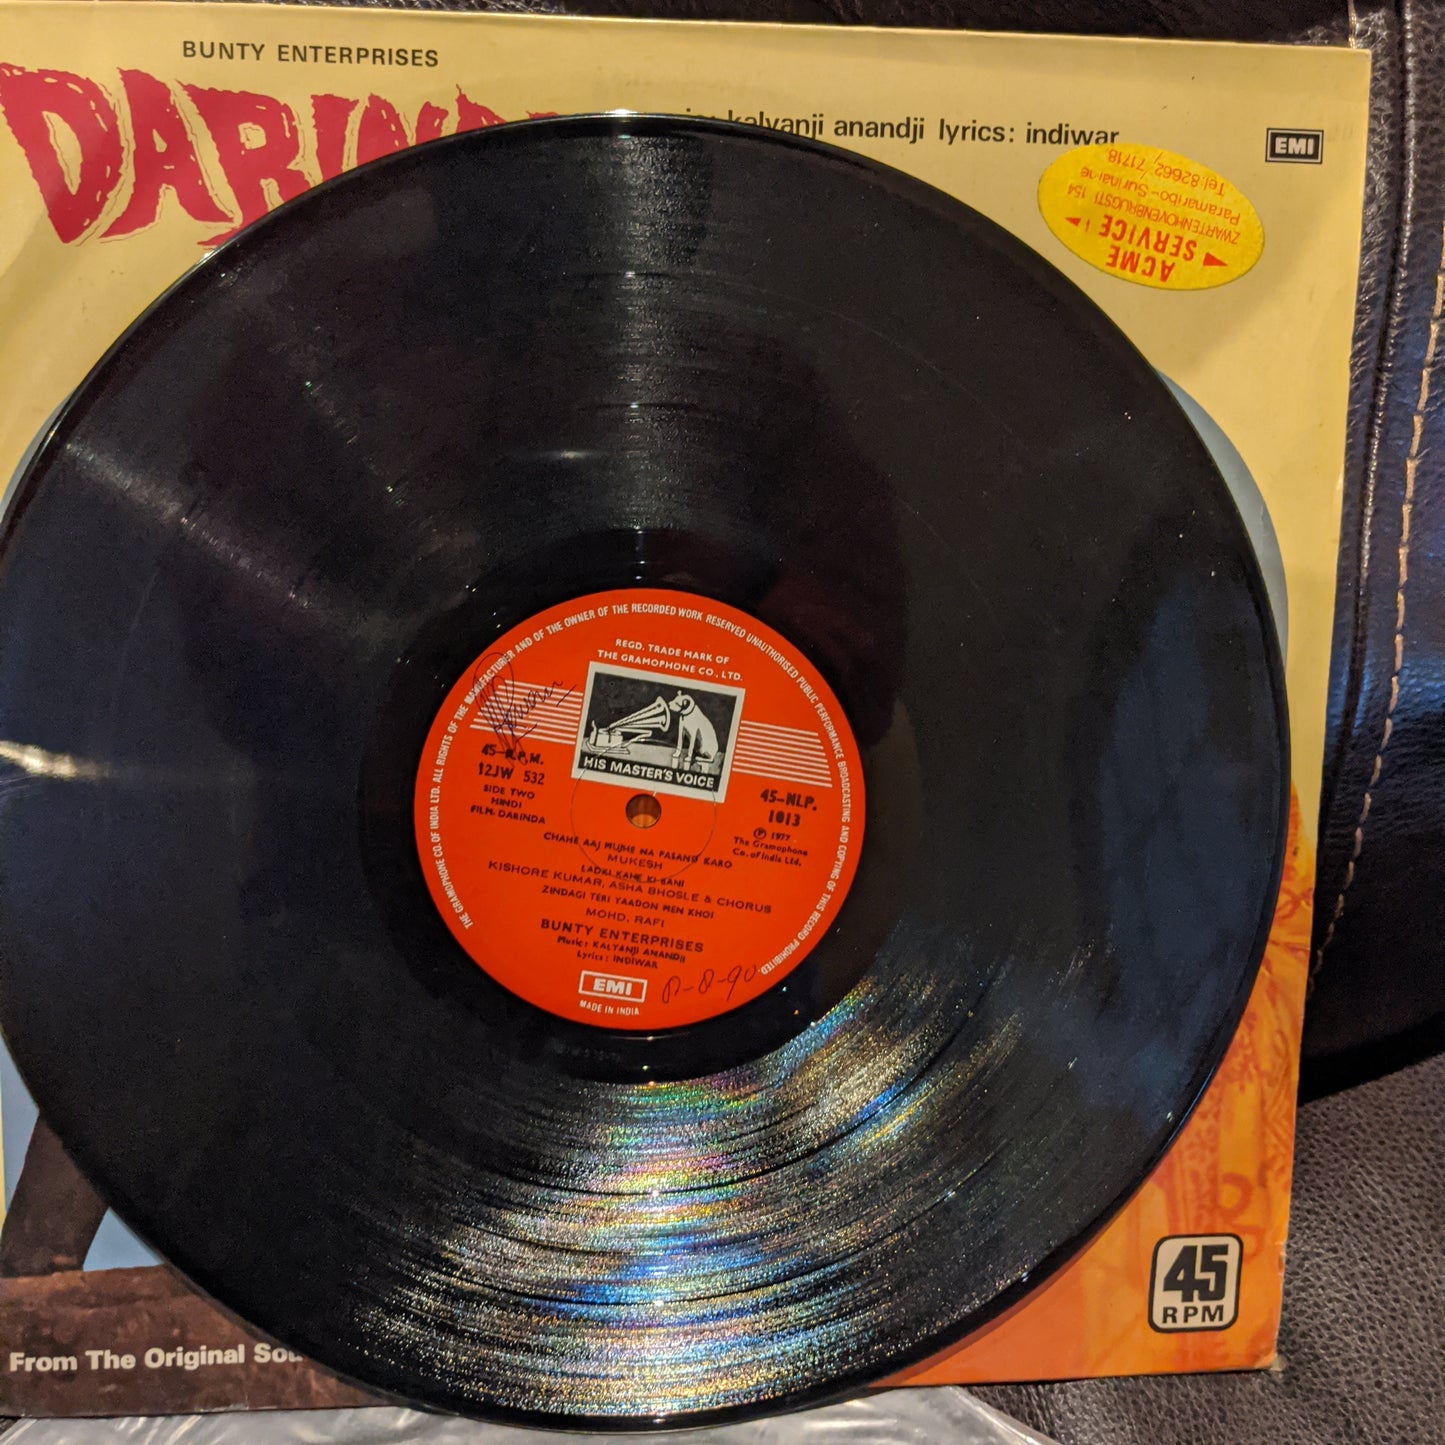 BUNTY ENTERPRISES
kalyanji anandji lyrics: indiwar
EMI
ACME
SERVICE
ZWARTENHOVENBRUGSTI 154
Paramaribo-Suriname
Tel:82662/71718
THE GRAMOPHONE CO. OF INDIA LTD. ALL RIGHTS OF THE MANUFACTURER AND OF THE OWNER OF THE RECORDED WORK RESERVED UNAUTHORISED PUBLIC PERFORMANCE BROADCASTING AND COPYING OF THIS RECORD PROHIBITED.
REGD. TRADE MARK OF
THE GRAMOPHONE CO., LTD.
HIS MASTER'S VOICE
45-R.P.M.
12JW 532
SIDE TWO
HINDI
FILM: DARINDA
45-NLP.
1013
Ⓟ 1977
The Gramophone
Co. of India Ltd.
CHAHE AAJ MUJHE NA PASAND KARO
MUKESH
LADKI KAHE KI RANI
KISHORE KUMAR, ASHA BHOSLE & CHORUS
ZINDAGI TERI YAADON MEN KHOI
MOHD. RAFI
BUNTY ENTERPRISES
Music: KALYANJI ANANDJI
Lyrics: INDIWAR
EMI
MADE IN INDIA
45
RPM
From The Original